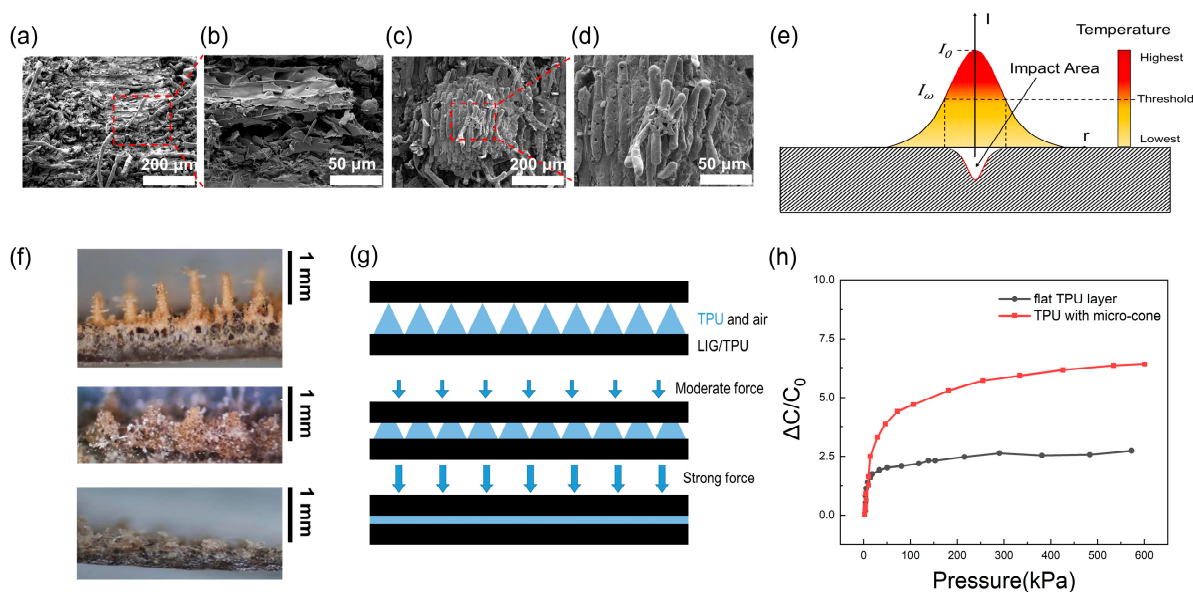 (a)
(b)
(c)
(d)
(e)
200 μm
50 μm
200 μm
50 μm
I
I₀
Iω
r
Impact Area
Temperature
Highest
Threshold
Lowest
(f)
1 mm
1 mm
1 mm
(g)
TPU and air
LIG/TPU
Moderate force
Strong force
(h)
flat TPU layer
TPU with micro-cone
ΔC/C₀
10.0
7.5
5.0
2.5
0.0
0 100 200 300 400 500 600
Pressure(kPa)